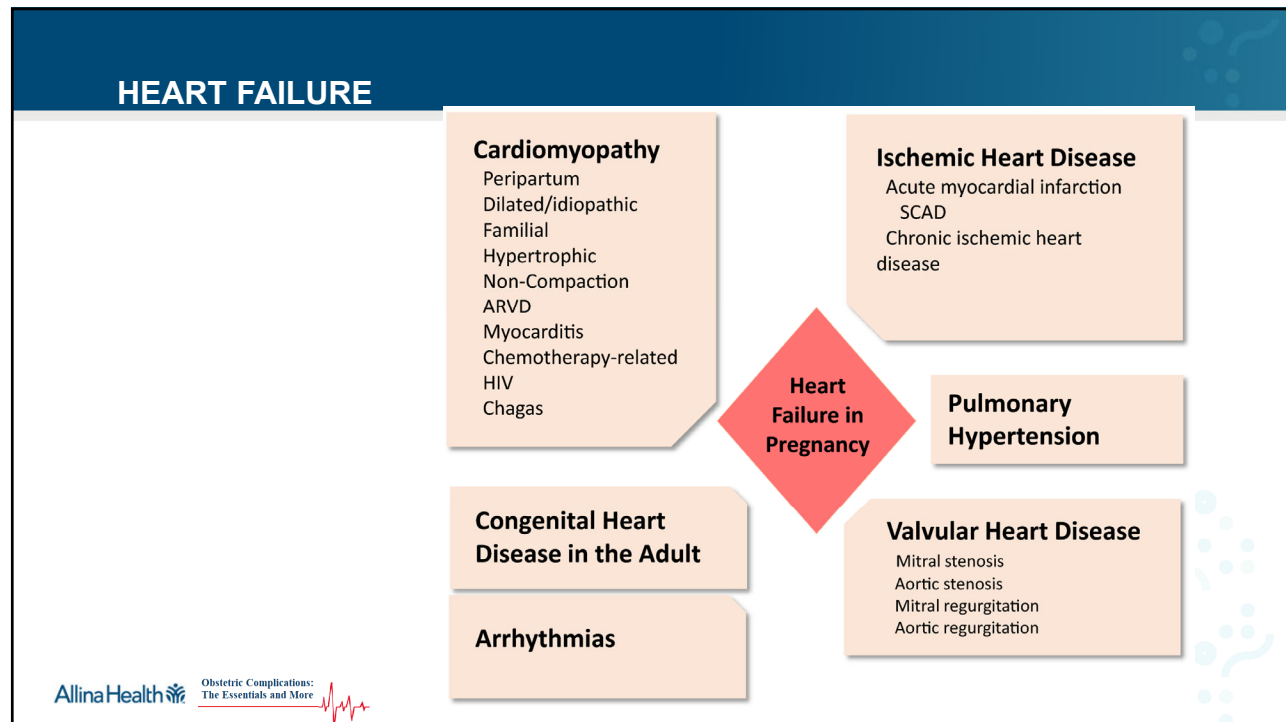 HEART FAILURE
Cardiomyopathy
Peripartum
Dilated/idiopathic
Familial
Hypertrophic
Non-Compaction
ARVD
Myocarditis
Chemotherapy-related
HIV
Chagas
Ischemic Heart Disease
Acute myocardial infarction
SCAD
Chronic ischemic heart
disease
Heart
Failure in
Pregnancy
Pulmonary
Hypertension
Congenital Heart
Disease in the Adult
Arrhythmias
Valvular Heart Disease
Mitral stenosis
Aortic stenosis
Mitral regurgitation
Aortic regurgitation
Allina Health
Obstetric Complications:
The Essentials and More